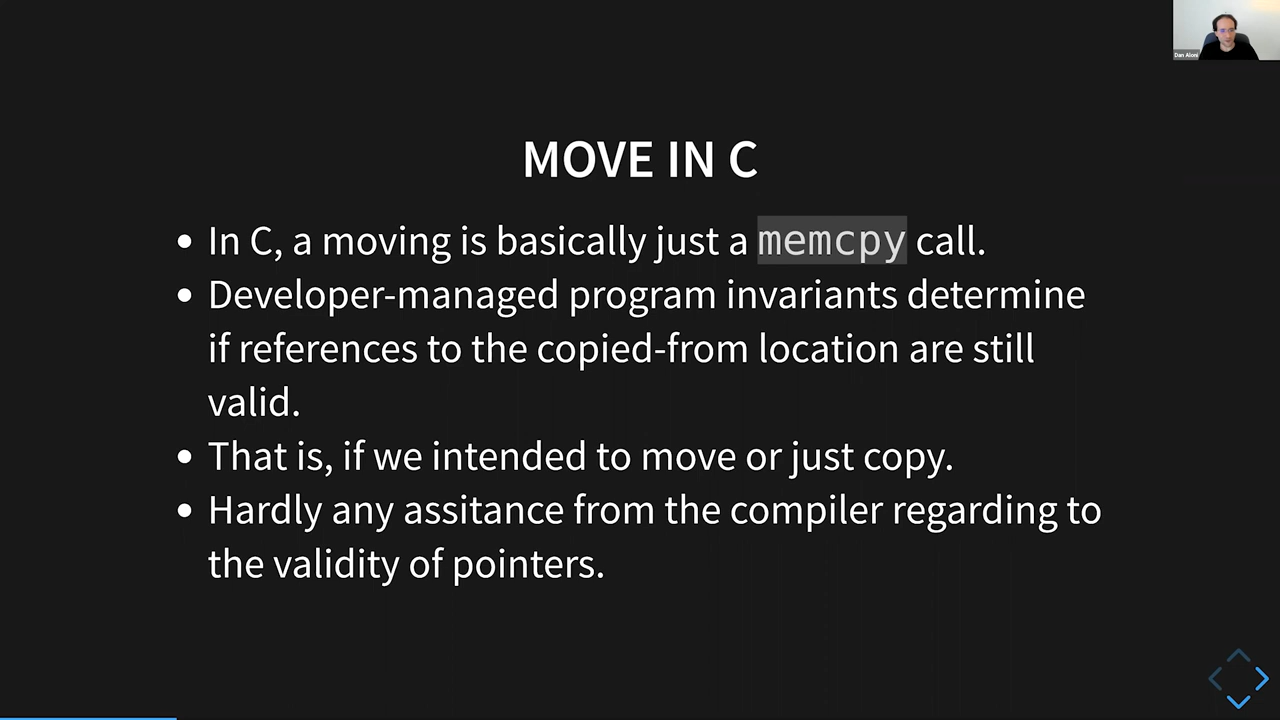 Dan Aloni
MOVE IN C
• In C, a moving is basically just a memcpy call.
• Developer-managed program invariants determine
if references to the copied-from location are still
valid.
• That is, if we intended to move or just copy.
• Hardly any assitance from the compiler regarding to
the validity of pointers.